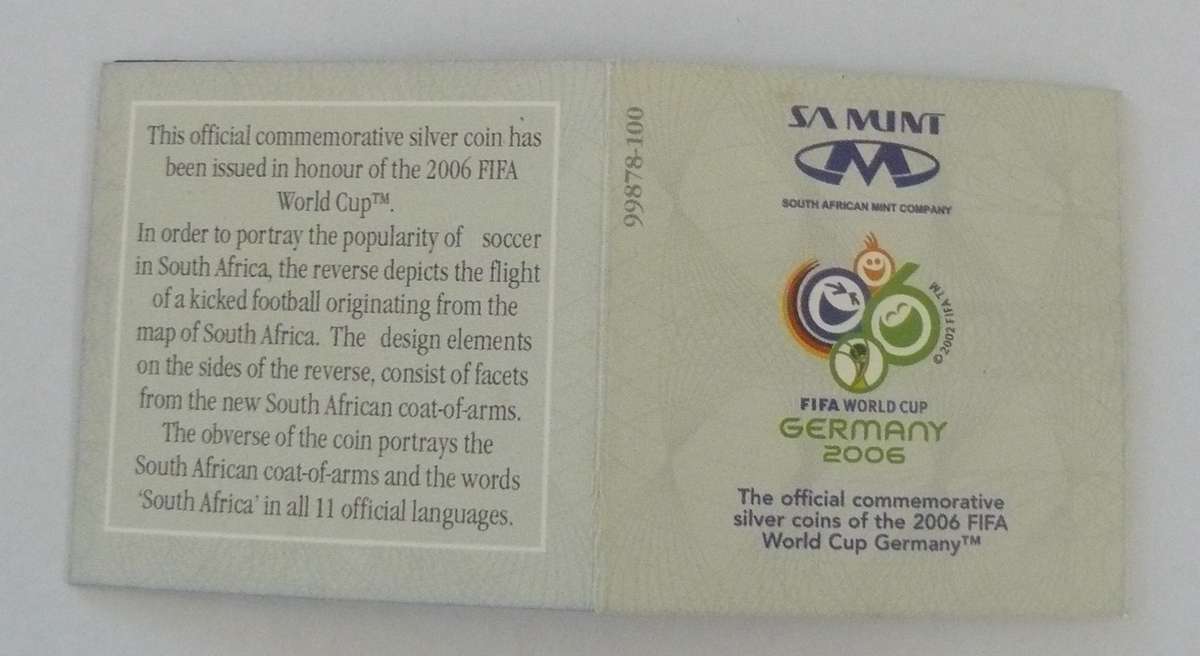 This official commemorative silver coin has
been issued in honour of the 2006 FIFA
World Cup™.
In order to portray the popularity of soccer
in South Africa, the reverse depicts the flight
of a kicked football originating from the
map of South Africa. The design elements
on the sides of the reverse, consist of facets
from the new South African coat-of-arms.
The obverse of the coin portrays the
South African coat-of-arms and the words
'South Africa' in all 11 official languages.
99878-100
SA MINT
SOUTH AFRICAN MINT COMPANY
© 2002 FIFA TM
FIFA WORLD CUP
GERMANY
2006
The official commemorative
silver coins of the 2006 FIFA
World Cup Germany™